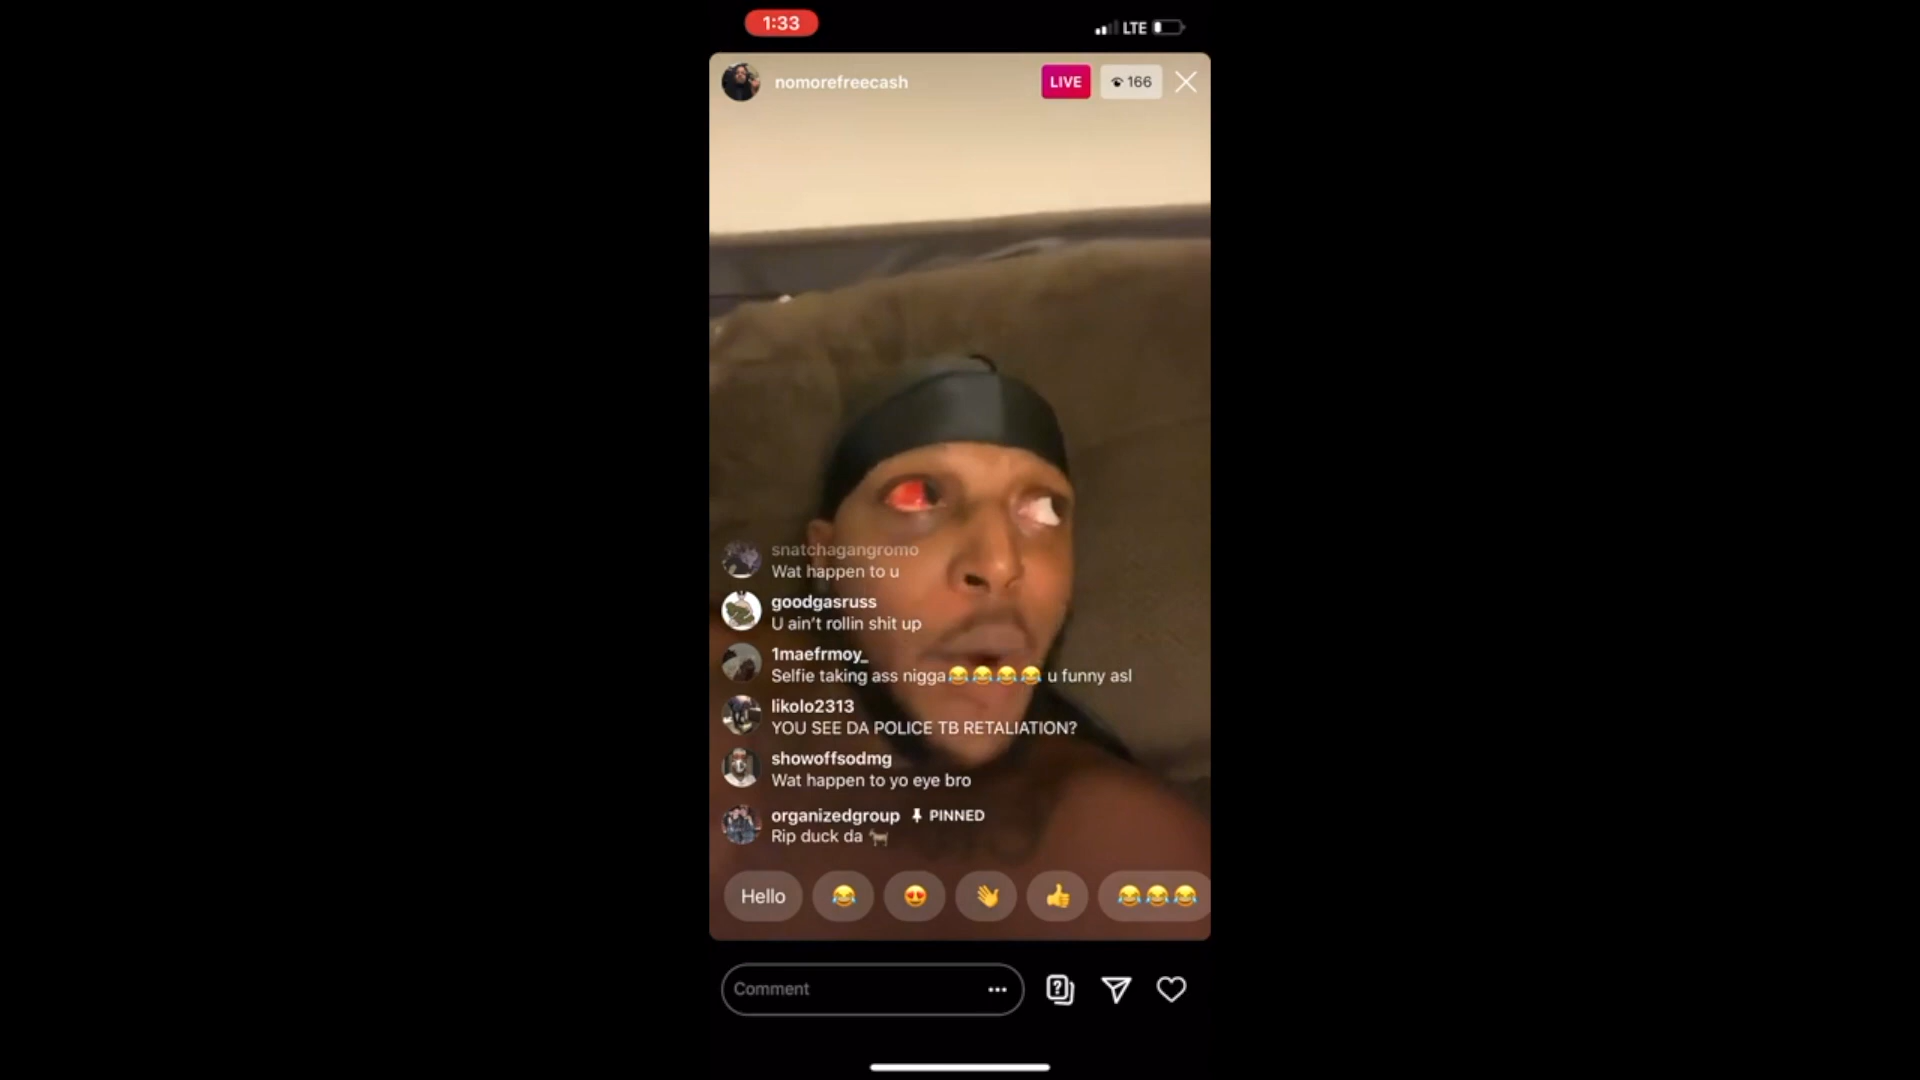 1:33
LTE
nomorefreecash
LIVE
166
snatchagangromo
Wat happen to u
goodgasruss
U ain't rollin shit up
1maefrmoy_
Selfie taking ass nigga😂😂😂😂 u funny asl
likolo2313
YOU SEE DA POLICE TB RETALIATION?
showoffsodmg
Wat happen to yo eye bro
organizedgroup PINNED
Rip duck da 🐐
Hello 😂 😍 👋 👍 😂😂😂
Comment